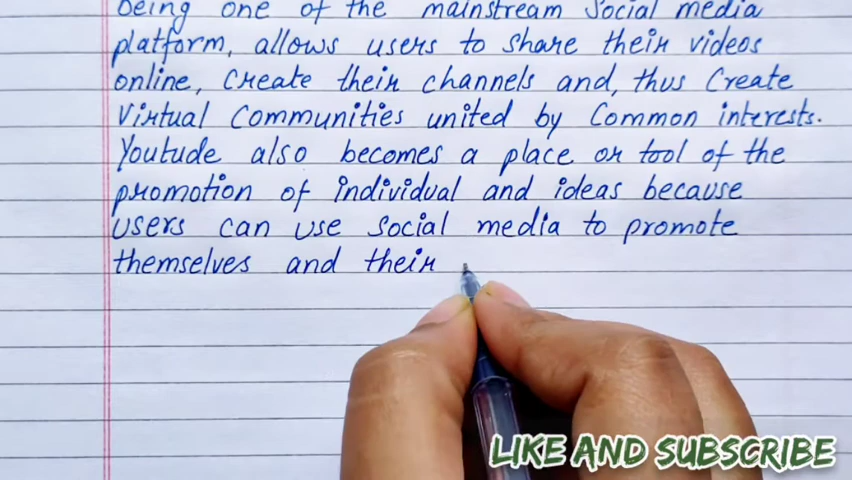 being one of the mainstream social media
platform, allows users to share their videos
online, create their channels and, thus Create
Virtual Communities united by Common interests.
Youtude also becomes a place or tool of the
promotion of individual and ideas because
users can use social media to promote
themselves and their
LIKE AND SUBSCRIBE